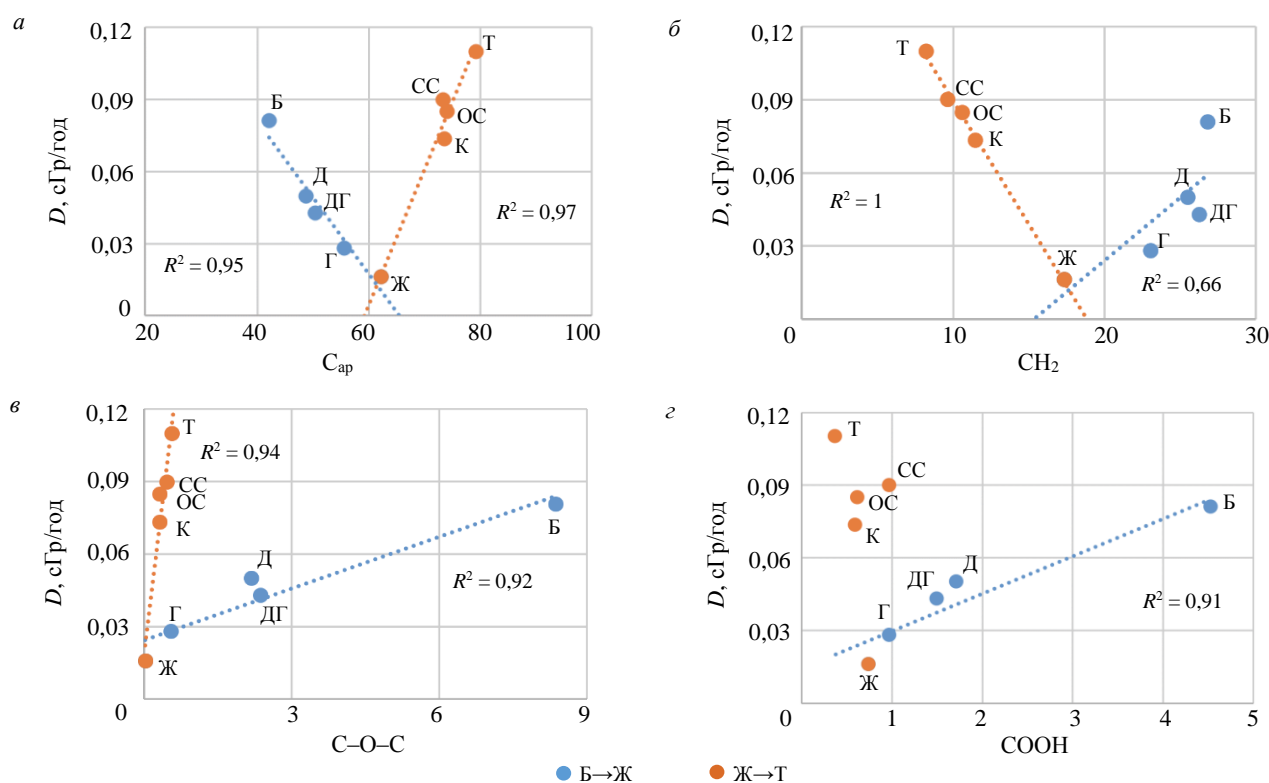 а
0,12
0,09
0,06
0,03
0
D, сГр/год
Б
Д
ДГ
Г
Ж
Т
СС
ОС
К
R² = 0,97
R² = 0,95
20 40 60 80 100
Cар
б
0,12
0,09
0,06
0,03
D, сГр/год
Т
СС
ОС
К
Б
Д
ДГ
Г
Ж
R² = 1
R² = 0,66
0 10 20 30
CH₂
в
0,12
0,09
0,06
0,03
D, сГр/год
Т
R² = 0,94
СС
ОС
К
Д
ДГ
Г
Ж
Б
R² = 0,92
0 3 6 9
C–O–C
г
0,12
0,09
0,06
0,03
D, сГр/год
Т
СС
ОС
К
Д
ДГ
Г
Ж
Б
R² = 0,91
0 1 2 3 4 5
COOH
Б→Ж Ж→Т